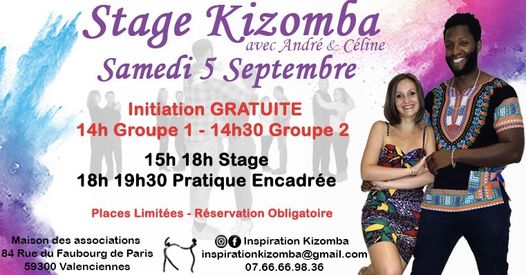 Stage Kizomba
avec André & Céline
Samedi 5 Septembre
Initiation GRATUITE
14h Groupe 1 - 14h30 Groupe 2
15h 18h Stage
18h 19h30 Pratique Encadrée
Places Limitées - Réservation Obligatoire
Maison des associations
84 Rue du Faubourg de Paris
59300 Valenciennes
Inspiration Kizomba
inspirationkizomba@gmail.com
07.66.66.98.36